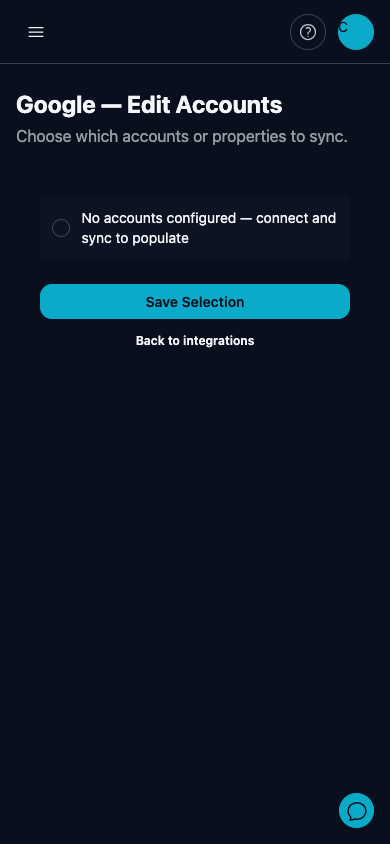 C
Google — Edit Accounts
Choose which accounts or properties to sync.
No accounts configured — connect and
sync to populate
Save Selection
Back to integrations